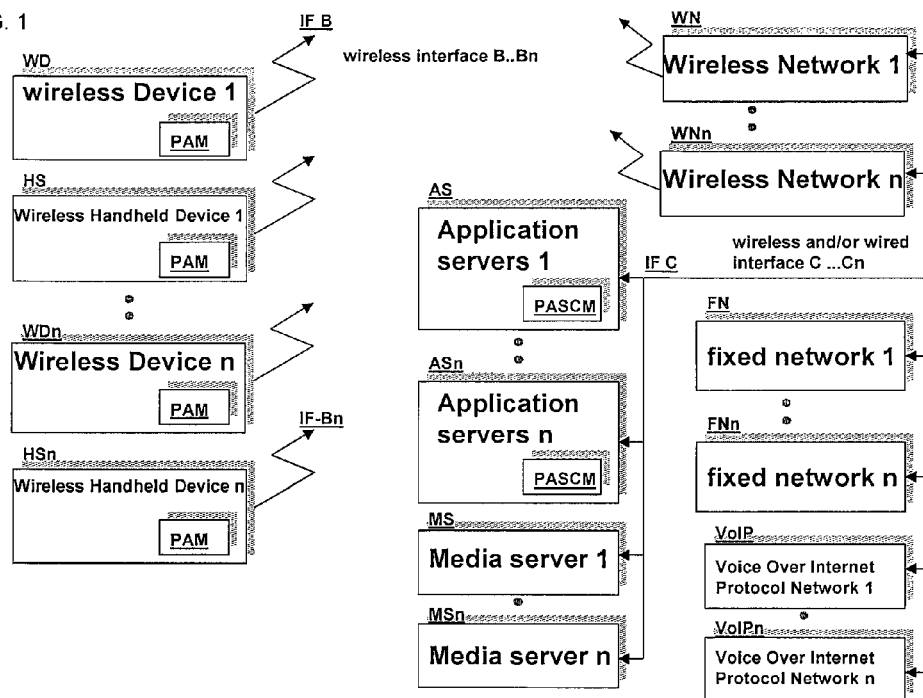 . 1
IF B
wireless interface B..Bn
WN
WD
wireless Device 1
PAM
Wireless Network 1
WNn
Wireless Network n
HS
Wireless Handheld Device 1
PAM
AS
Application
servers 1
PASCM
IF C
wireless and/or wired
interface C ...Cn
WDn
Wireless Device n
PAM
FN
fixed network 1
ASn
Application
servers n
PASCM
FNn
fixed network n
IF-Bn
HSn
Wireless Handheld Device n
PAM
MS
Media server 1
VoIP
Voice Over Internet
Protocol Network 1
MSn
Media server n
VoIPn
Voice Over Internet
Protocol Network n